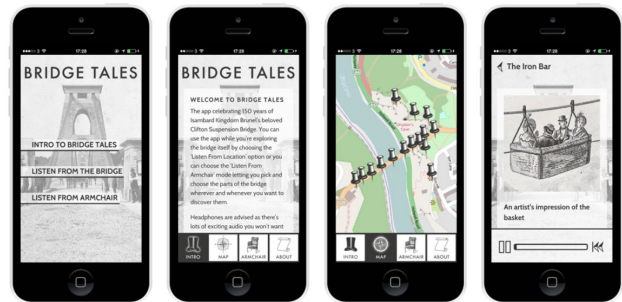 3 17:28
BRIDGE TALES
INTRO TO BRIDGE TALES
LISTEN FROM THE BRIDGE
LISTEN FROM ARMCHAIR
3 17:28
BRIDGE TALES
WELCOME TO BRIDGE TALES
The app celebrating 150 years of
Isambard Kingdom Brunel's beloved
Clifton Suspension Bridge. You can
use the app while you're exploring
the bridge itself by choosing the
'Listen From Location' option or you
can choose the 'Listen From
Armchair' mode letting you pick and
choose the parts of the bridge
wherever and whenever you want to
discover them.
Headphones are advised as there's
lots of exciting audio you won't want
INTRO MAP ARMCHAIR ABOUT
3 17:28
INTRO MAP ARMCHAIR ABOUT
3 17:28
The Iron Bar
An artist's impression of the
basket